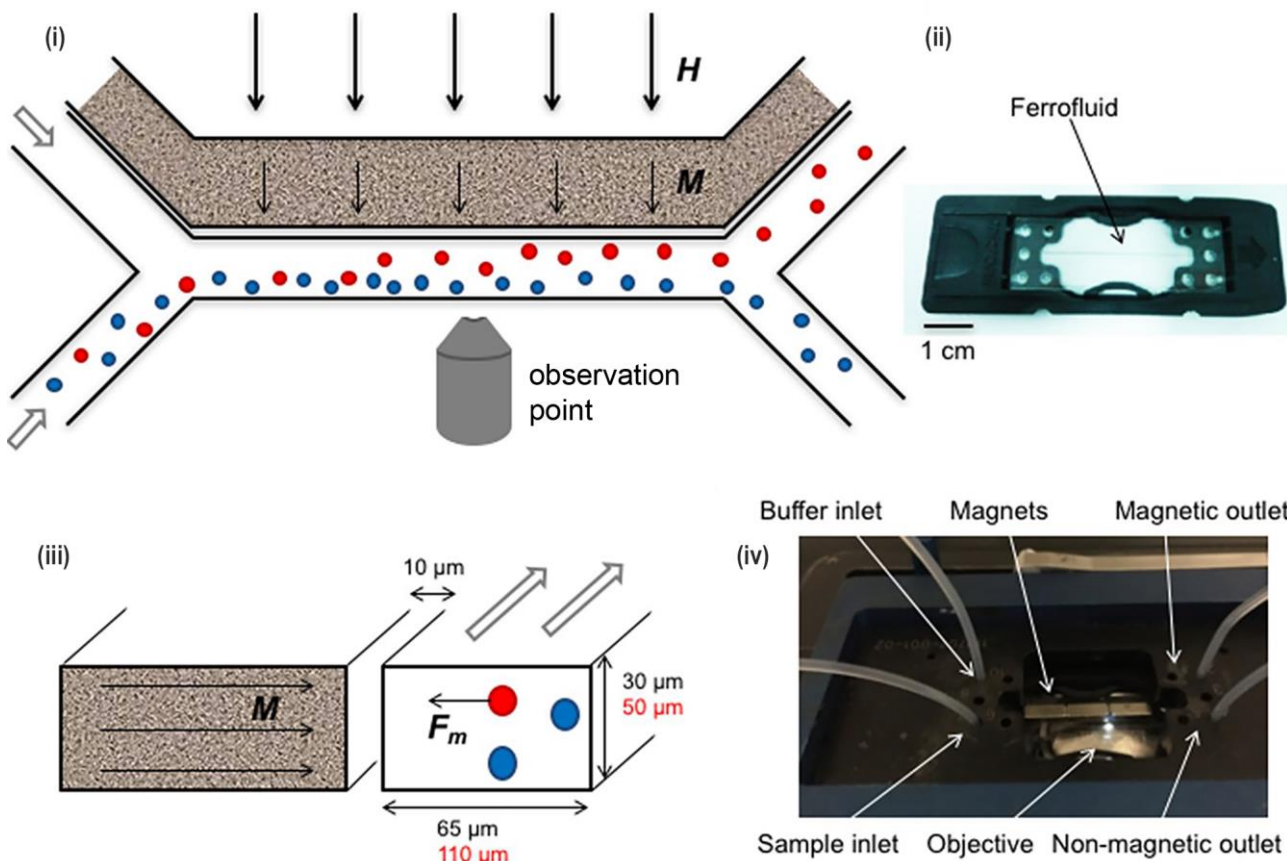 (i)
H
M
observation
point
(ii)
Ferrofluid
1 cm
(iii)
10 µm
M
F_m
30 µm
50 µm
65 µm
110 µm
(iv)
Buffer inlet
Magnets
Magnetic outlet
Sample inlet
Objective
Non-magnetic outlet